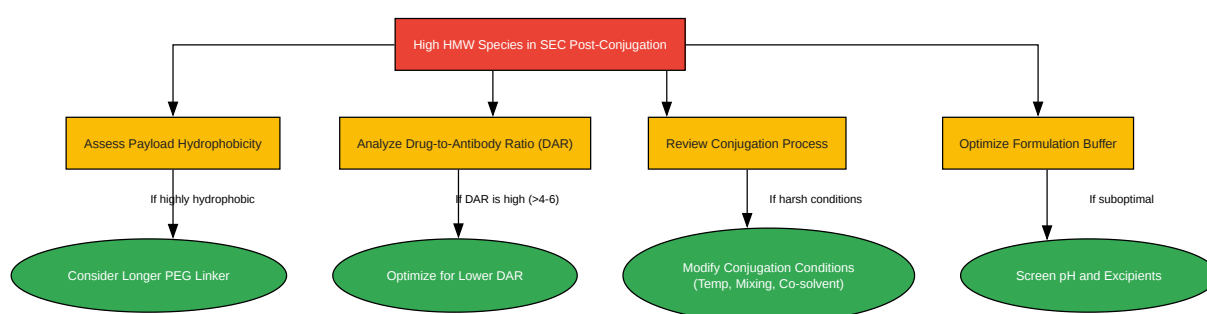 High HMW Species in SEC Post-Conjugation
Assess Payload Hydrophobicity
Analyze Drug-to-Antibody Ratio (DAR)
Review Conjugation Process
Optimize Formulation Buffer
If highly hydrophobic
If DAR is high (>4-6)
If harsh conditions
If suboptimal
Consider Longer PEG Linker
Optimize for Lower DAR
Modify Conjugation Conditions
(Temp, Mixing, Co-solvent)
Screen pH and Excipients